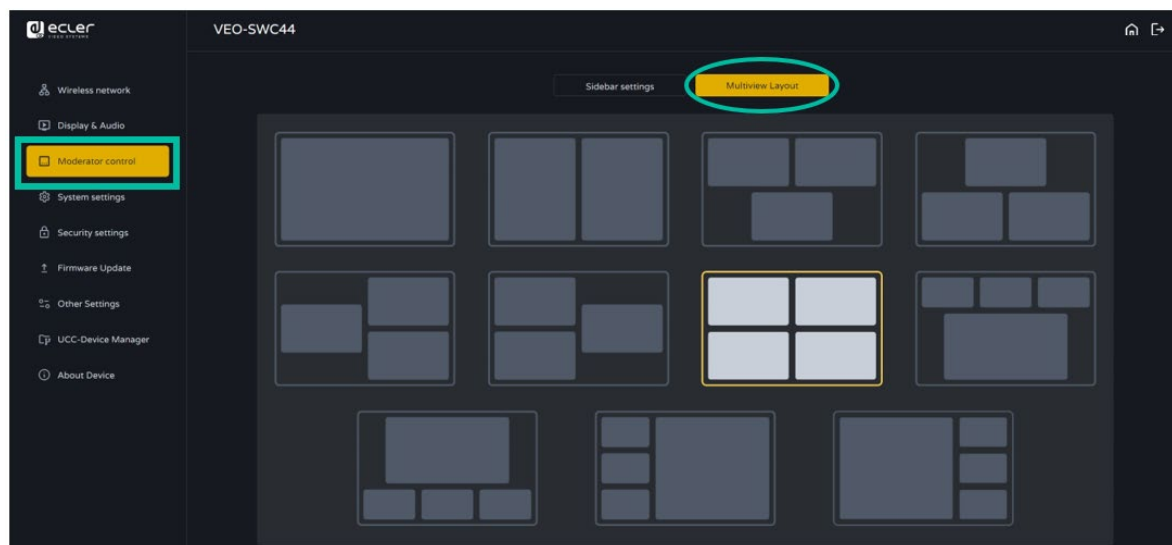 ecler
VEO-SWC44
Sidebar settings
Multiview Layout
Wireless network
Display & Audio
Moderator control
System settings
Security settings
Firmware Update
Other Settings
UCC-Device Manager
About Device